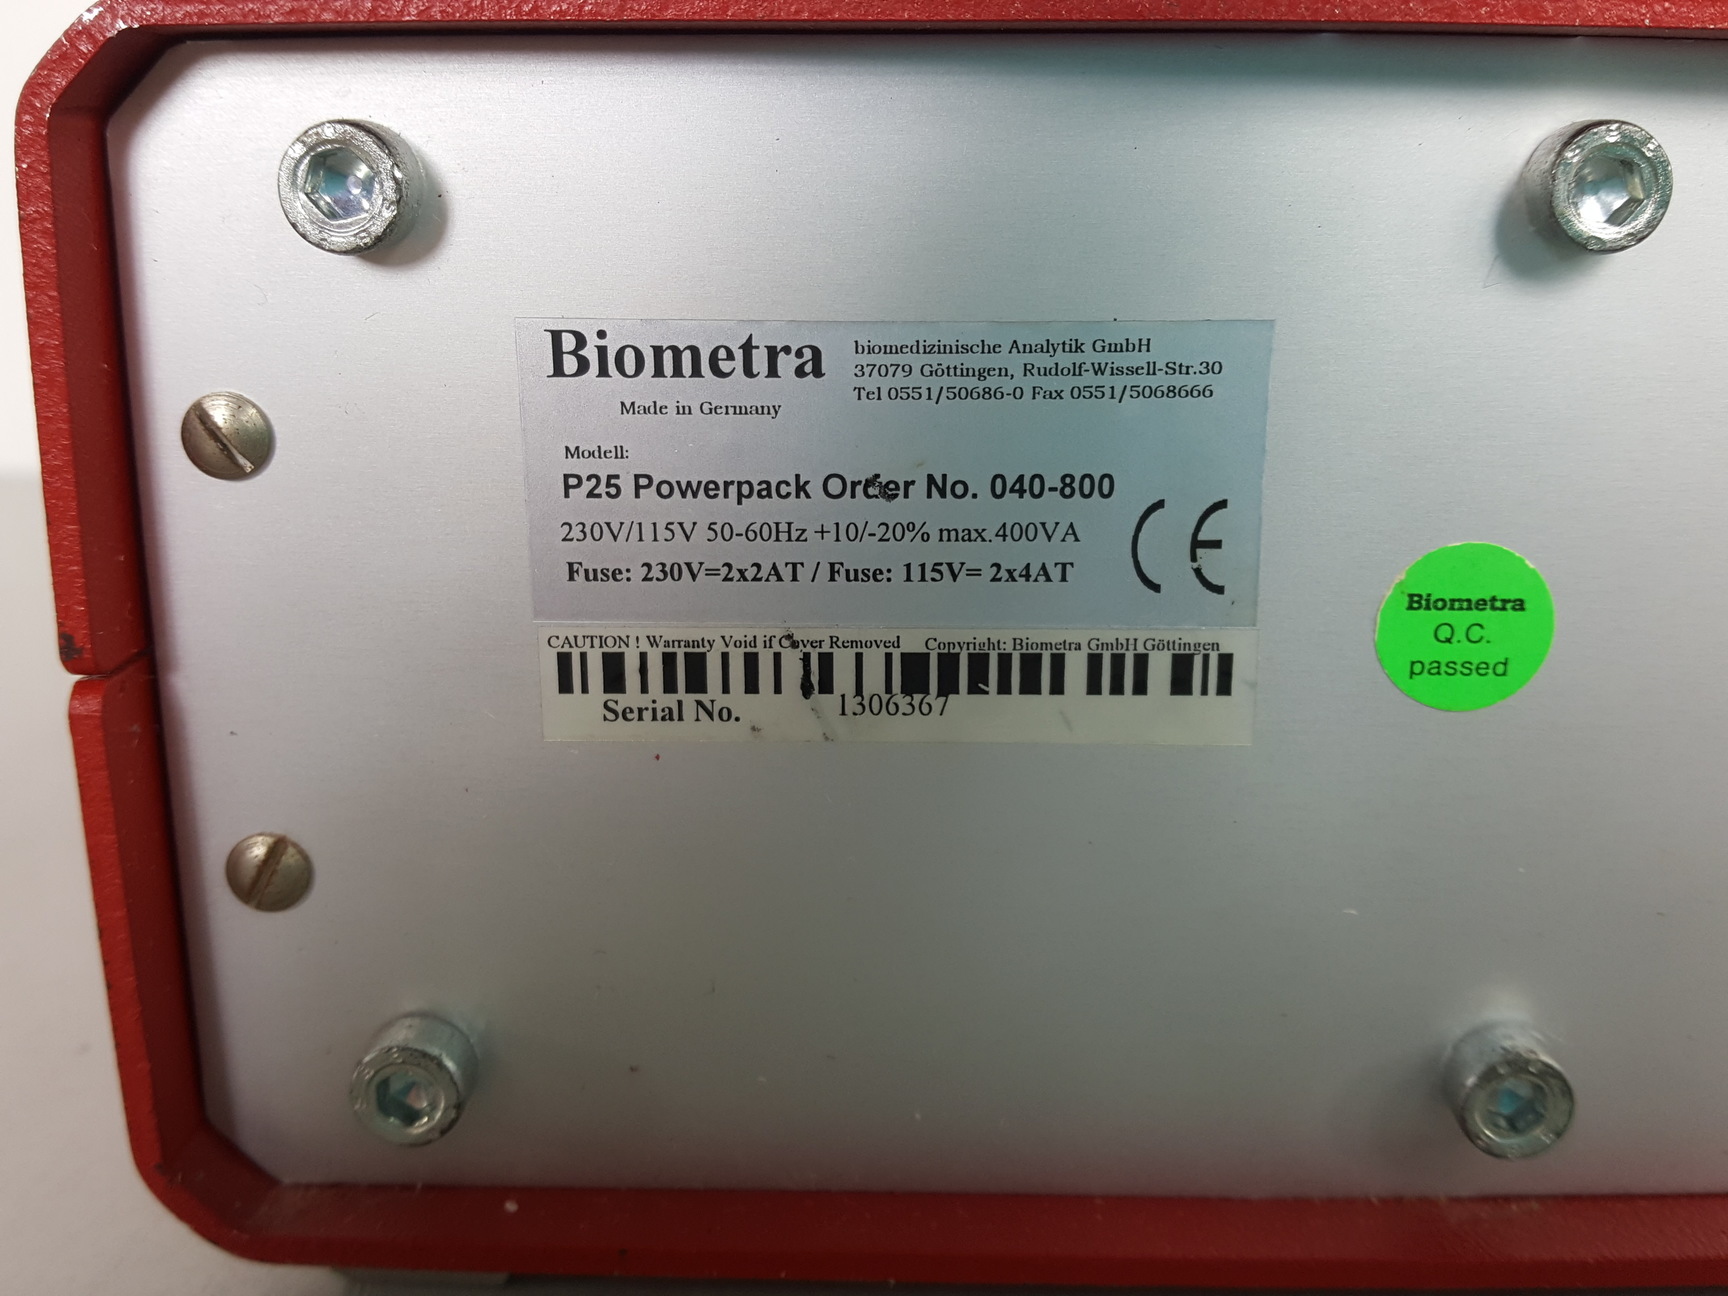 Biometra
biomedizinische Analytik GmbH
37079 Göttingen, Rudolf-Wissell-Str.30
Tel 0551/50686-0 Fax 0551/5068666
Made in Germany
Modell:
P25 Powerpack Order No. 040-800
230V/115V 50-60Hz +10/-20% max.400VA
Fuse: 230V=2x2AT / Fuse: 115V= 2x4AT
CE
CAUTION ! Warranty Void if Cover Removed Copyright: Biometra GmbH Göttingen
Serial No. 1306367
Biometra
Q.C.
passed